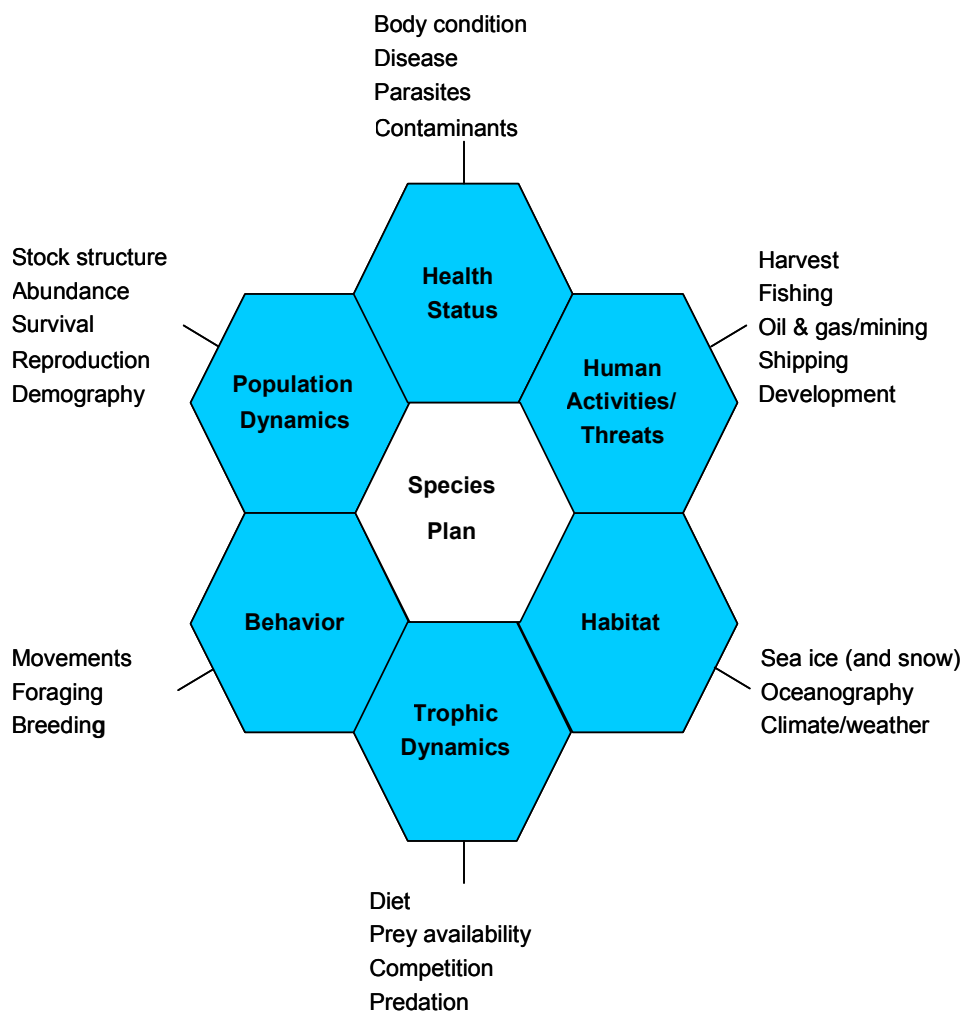 Body condition
Disease
Parasites
Contaminants
Health
Status
Stock structure
Abundance
Survival
Reproduction
Demography
Population
Dynamics
Harvest
Fishing
Oil & gas/mining
Shipping
Development
Human
Activities/
Threats
Species
Plan
Behavior
Movements
Foraging
Breeding
Habitat
Sea ice (and snow)
Oceanography
Climate/weather
Trophic
Dynamics
Diet
Prey availability
Competition
Predation